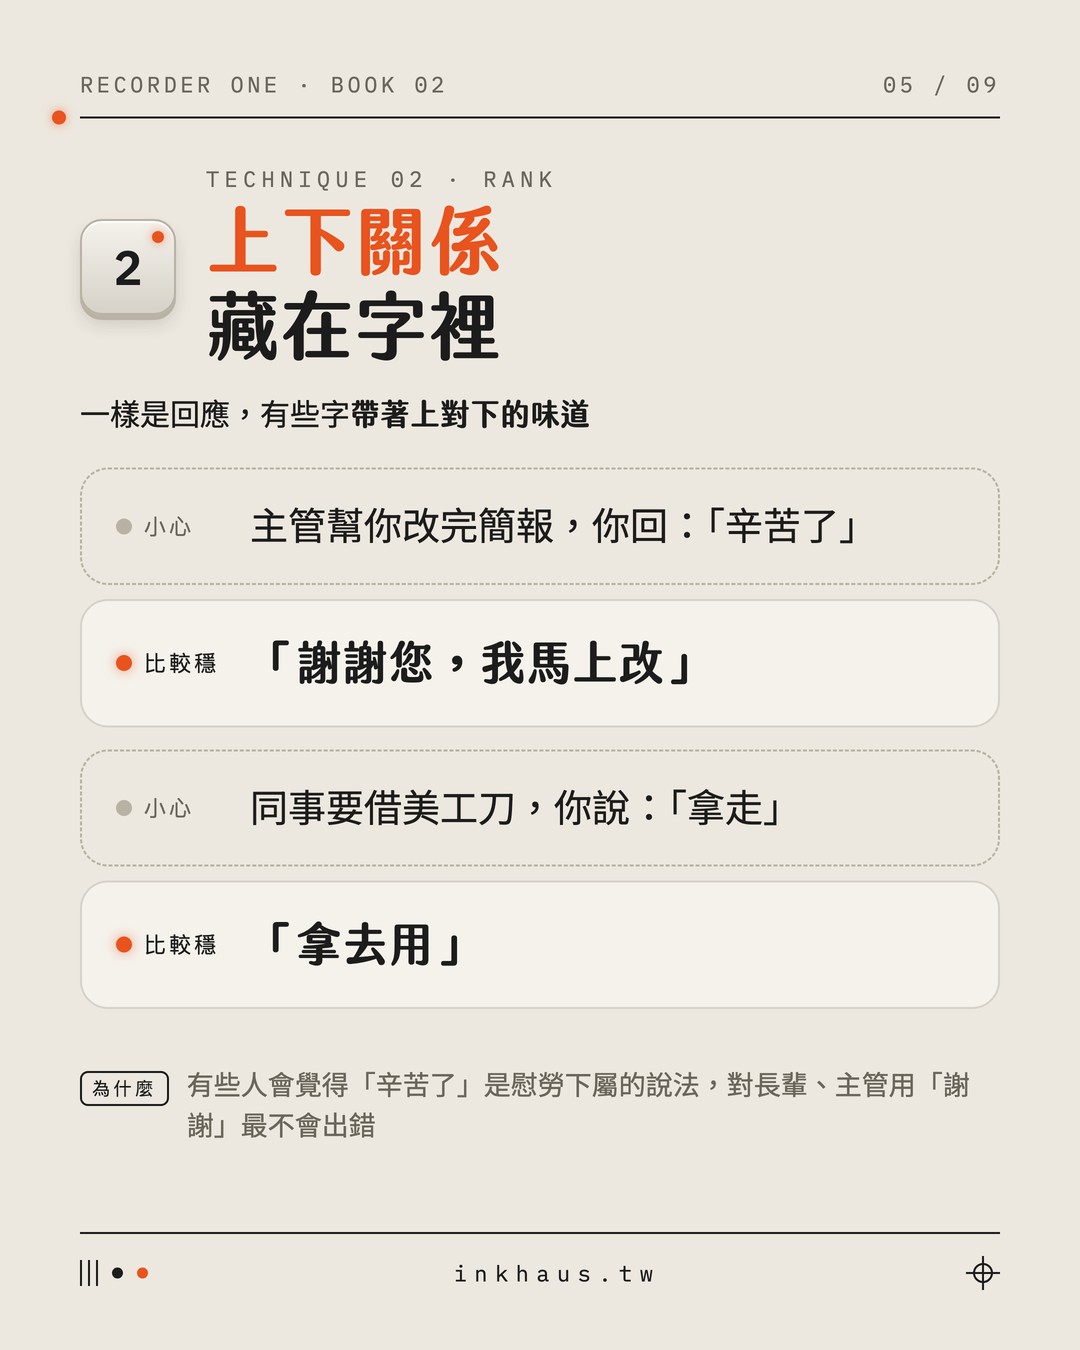 RECORDER ONE · BOOK 02
05 / 09
TECHNIQUE 02 · RANK
2
上下關係
藏在字裡
一樣是回應，有些字帶著上對下的味道
小心
主管幫你改完簡報，你回：「辛苦了」
比較穩
「謝謝您，我馬上改」
小心
同事要借美工刀，你說：「拿走」
比較穩
「拿去用」
為什麼
有些人會覺得「辛苦了」是慰勞下屬的說法，對長輩、主管用「謝
謝」最不會出錯
inkhaus.tw